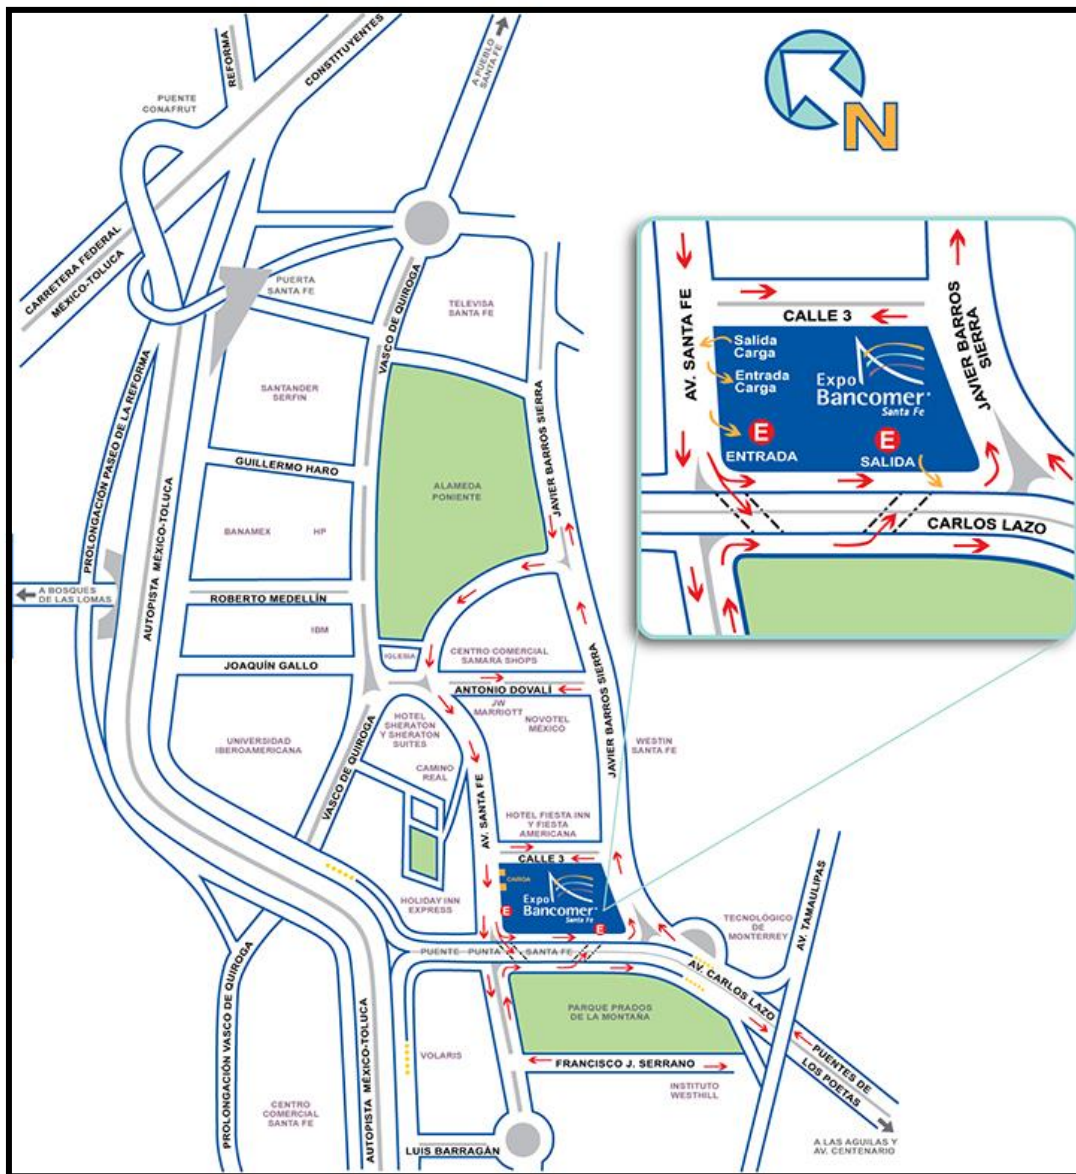 REFORMA
CONSTITUYENTES
A PUEBLO
SANTA FE
PUENTE
CONAFRUT
N
CARRETERA FEDERAL
MÉXICO-TOLUCA
PUERTA
SANTA FE
VASCO DE QUIROGA
TELEVISA
SANTA FE
AV. SANTA FE
CALLE 3
JAVIER BARROS
SIERRA
Salida
Carga
Entrada
Carga
Expo
Bancomer
Santa Fe
E
ENTRADA
E
SALIDA
CARLOS LAZO
PROLONGACIÓN PASEO DE LA REFORMA
AUTOPISTA MÉXICO-TOLUCA
SANTANDER
SERFIN
GUILLERMO HARO
JAVIER BARROS SIERRA
ALAMEDA
PONIENTE
BANAMEX
HP
A BOSQUES
DE LAS LOMAS
ROBERTO MEDELLÍN
IBM
JOAQUÍN GALLO
IGLESIA
CENTRO COMERCIAL
SAMARA SHOPS
ANTONIO DOVALÍ
JW
MARRIOTT
NOVOTEL
MÉXICO
HOTEL
SHERATON
Y SHERATON
SUITES
UNIVERSIDAD
IBEROAMERICANA
VASCO DE QUIROGA
CAMINO
REAL
JAVIER BARROS SIERRA
WESTIN
SANTA FE
AV. SANTA FE
HOTEL FIESTA INN
Y FIESTA
AMERICANA
CALLE 3
CARGA
Expo
Bancomer
Santa Fe
E
E
HOLIDAY INN
EXPRESS
TECNOLÓGICO
DE
MONTERREY
AV. TAMAULIPAS
PUENTE PUNTA SANTA FE
AV. CARLOS LAZO
PARQUE PRADOS
DE LA MONTAÑA
PROLONGACIÓN VASCO DE QUIROGA
AUTOPISTA MÉXICO-TOLUCA
VOLARIS
FRANCISCO J. SERRANO
PUENTES DE
LOS POETAS
INSTITUTO
WESTHILL
CENTRO
COMERCIAL
SANTA FE
LUIS BARRAGÀN
A LAS AGUILAS Y
AV. CENTENARIO